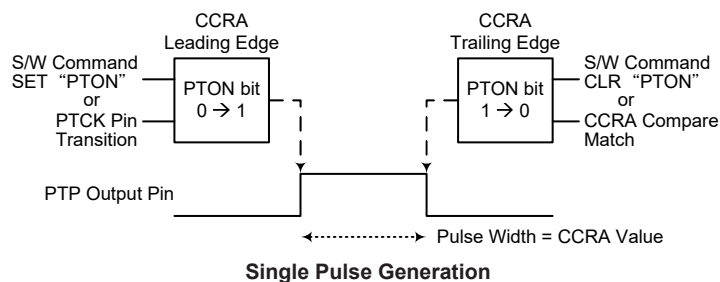 CCRA
Leading Edge
CCRA
Trailing Edge
S/W Command
SET “PTON”
or
PTCK Pin
Transition
PTON bit
0 → 1
PTON bit
1 → 0
S/W Command
CLR “PTON”
or
CCRA Compare
Match
PTP Output Pin
Pulse Width = CCRA Value
Single Pulse Generation